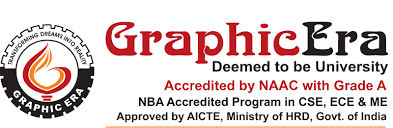 TRANSFORMING DREAMS INTO REALITY
GRAPHIC ERA
GraphicEra
Deemed to be University
Accredited by NAAC with Grade A
NBA Accredited Program in CSE, ECE & ME
Approved by AICTE, Ministry of HRD, Govt. of India